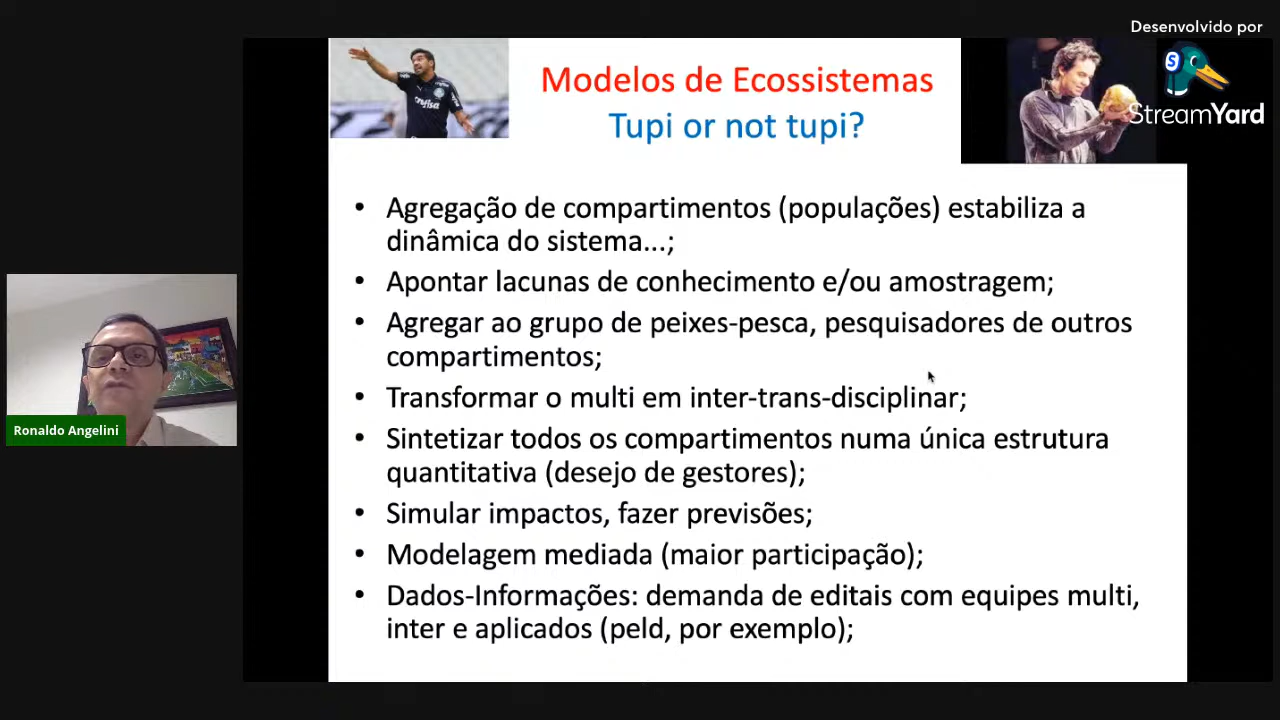 Desenvolvido por
StreamYard
Modelos de Ecossistemas
Tupi or not tupi?
• Agregação de compartimentos (populações) estabiliza a
dinâmica do sistema...;
• Apontar lacunas de conhecimento e/ou amostragem;
• Agregar ao grupo de peixes-pesca, pesquisadores de outros
compartimentos;
• Transformar o multi em inter-trans-disciplinar;
• Sintetizar todos os compartimentos numa única estrutura
quantitativa (desejo de gestores);
• Simular impactos, fazer previsões;
• Modelagem mediada (maior participação);
• Dados-Informações: demanda de editais com equipes multi,
inter e aplicados (peld, por exemplo);
Ronaldo Angelini
crefisa
S